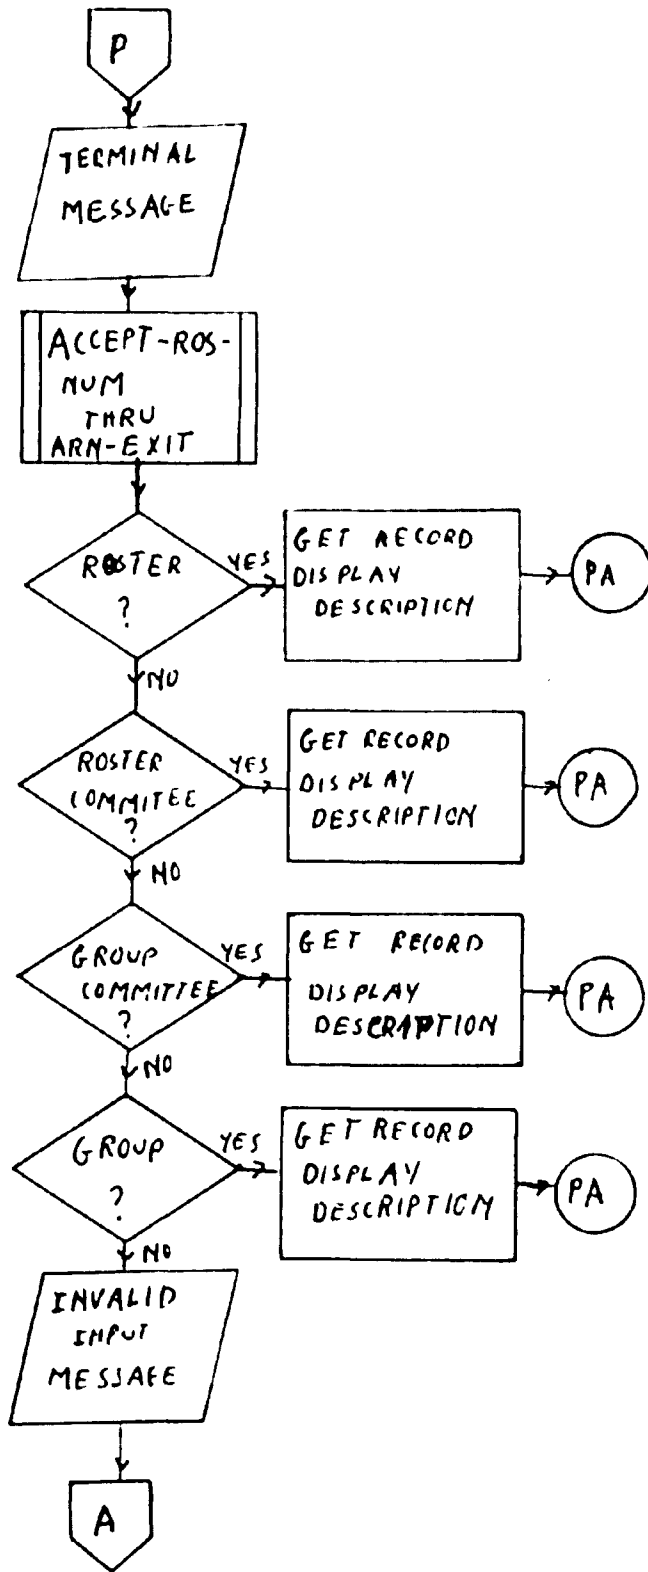 P
TERMINAL
MESSAGE
ACCEPT-ROS-
NUM
THRU
ARN-EXIT
ROSTER
?
YES
GET RECORD
DISPLAY
DESCRIPTION
PA
NO
ROSTER
COMMITEE
?
YES
GET RECORD
DISPLAY
DESCRIPTION
PA
NO
GROUP
COMMITTEE
?
YES
GET RECORD
DISPLAY
DESCRIPTION
PA
NO
GROUP
?
YES
GET RECORD
DISPLAY
DESCRIPTION
PA
NO
INVALID
INPUT
MESSAGE
A